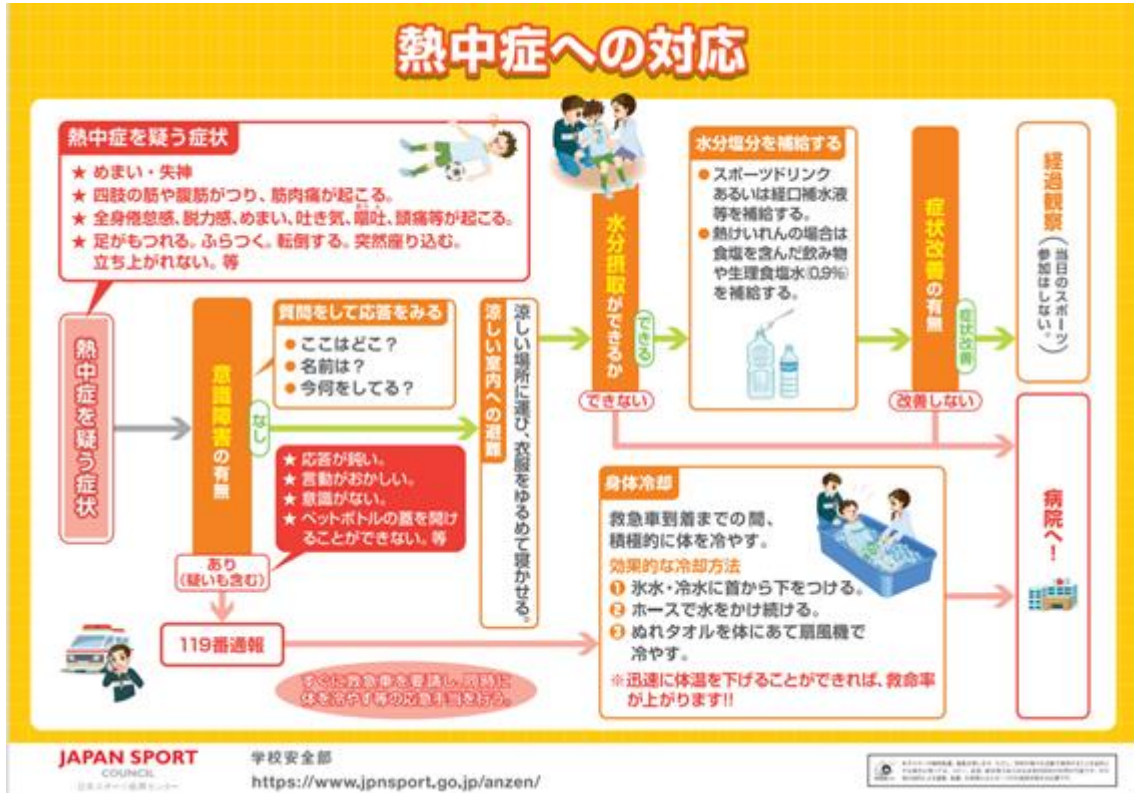 熱中症への対応
熱中症を疑う症状
★ めまい・失神
★ 四肢の筋や腹筋がつり、筋肉痛が起こる。
★ 全身倦怠感、脱力感、めまい、吐き気、嘔吐、頭痛等が起こる。
★ 足がもつれる。ふらつく。転倒する。突然座り込む。
立ち上がれない。等
熱中症を疑う症状
意識障害の有無
質問をして応答をみる
● ここはどこ？
● 名前は？
● 今何をしてる？
なし
★ 応答が鈍い。
★ 言動がおかしい。
★ 意識がない。
★ ペットボトルの蓋を開け
ることができない。等
あり
(疑いも含む)
119番通報
すぐに救急車を要請し、同時に
体を冷やす等の応急手当を行う。
涼しい室内への避難
涼しい場所に運び、衣服をゆるめて寝かせる。
水分摂取ができるか
できる
できない
水分塩分を補給する
● スポーツドリンク
あるいは経口補水液
等を補給する。
● 熱けいれんの場合は
食塩を含んだ飲み物
や生理食塩水(0.9%)
を補給する。
症状改善の有無
症状改善
改善しない
経過観察
(当日のスポーツ
参加はしない。)
身体冷却
救急車到着までの間、
積極的に体を冷やす。
効果的な冷却方法
❶ 氷水・冷水に首から下をつける。
❷ ホースで水をかけ続ける。
❸ ぬれタオルを体にあて扇風機で
冷やす。
※迅速に体温を下げることができれば、救命率
が上がります!!
病院へ！
JAPAN SPORT
COUNCIL
日本スポーツ振興センター
学校安全部
https://www.jpnsport.go.jp/anzen/